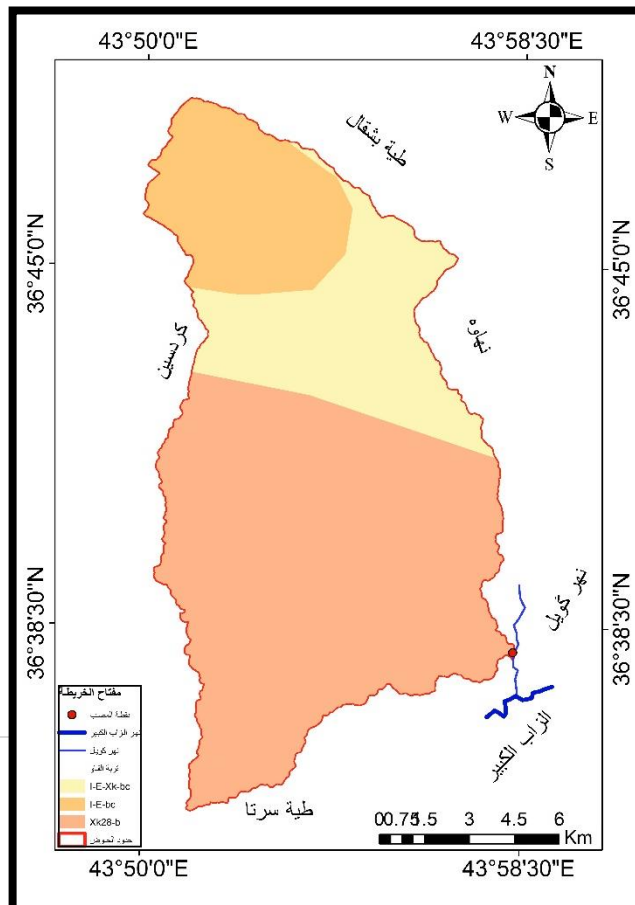 43°50'0"E 43°58'30"E
N
W E
S
طية بشقال
36°45'0"N 36°45'0"N
كردسين
نهاوه
36°38'30"N 36°38'30"N
نهر كويل
الزاب الكبير
طية سرتا
مفتاح الخريطة
نقطة المصب
نهر الزاب الكبير
نهر كويل
تربة الفاو
I-E-Xk-bc
I-E-bc
Xk28-b
حدود الحوض
0 0.75 1.5 3 4.5 6
Km
43°50'0"E 43°58'30"E